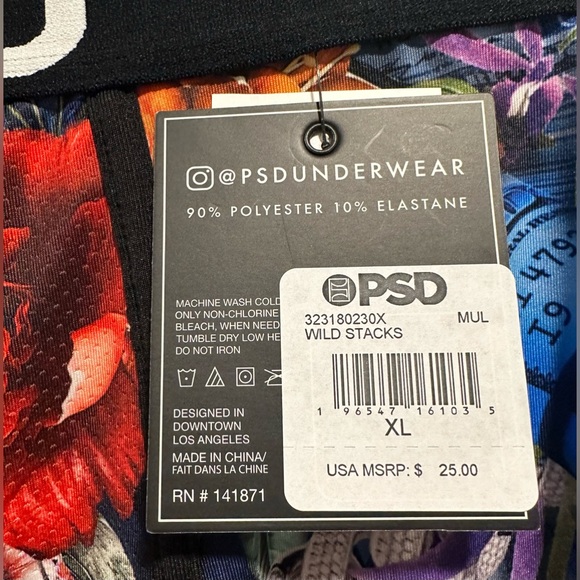 @PSDUNDERWEAR
90% POLYESTER 10% ELASTANE
MACHINE WASH COLD
ONLY NON-CHLORINE
BLEACH, WHEN NEED
TUMBLE DRY LOW HE
DO NOT IRON
DESIGNED IN
DOWNTOWN
LOS ANGELES
MADE IN CHINA/
FAIT DANS LA CHINE
RN # 141871
PSD
323180230X MUL
WILD STACKS
1 96547 16103 5
XL
USA MSRP: $ 25.00
1479
I9